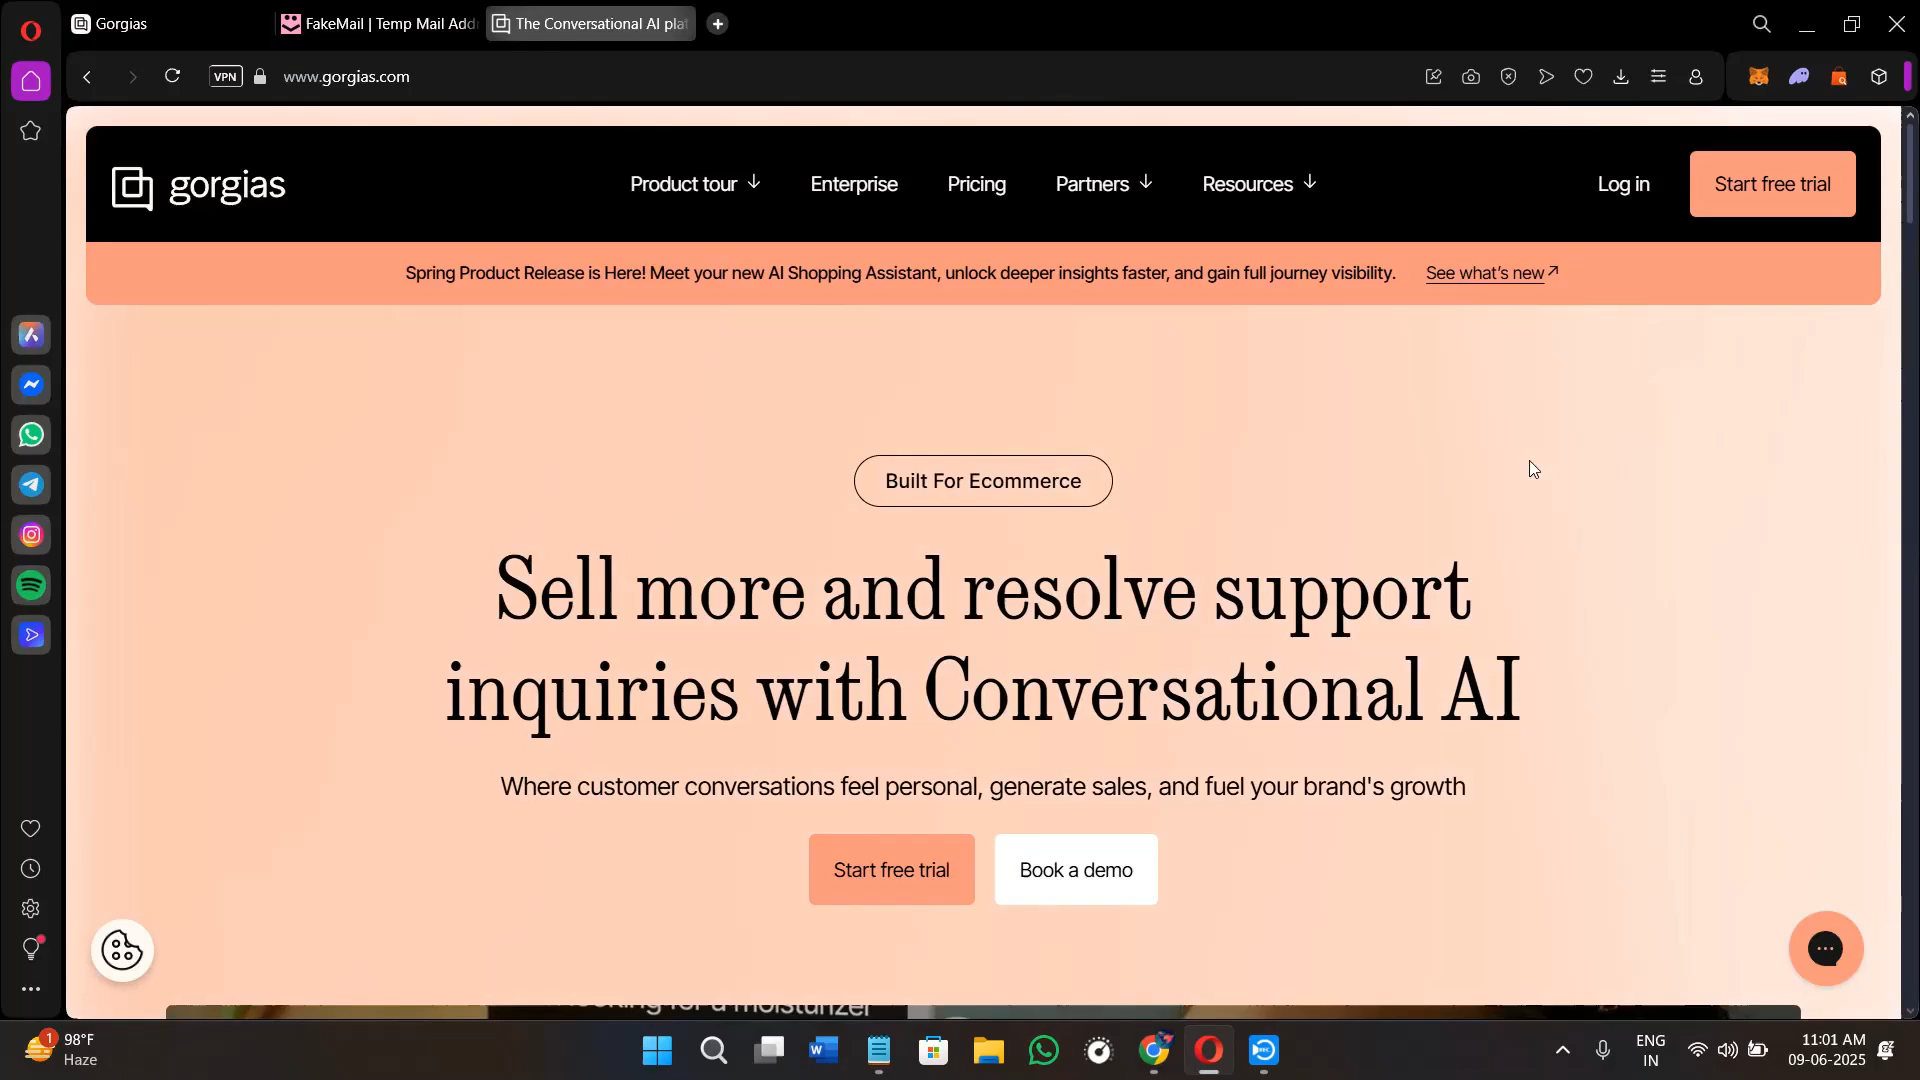 Gorgias
FakeMail | Temp Mail Add
The Conversational AI plat
VPN
www.gorgias.com
gorgias
Product tour
Enterprise
Pricing
Partners
Resources
Log in
Start free trial
Spring Product Release is Here! Meet your new AI Shopping Assistant, unlock deeper insights faster, and gain full journey visibility. See what's new
Built For Ecommerce
Sell more and resolve support
inquiries with Conversational AI
Where customer conversations feel personal, generate sales, and fuel your brand's growth
Start free trial
Book a demo
looking for a moisturizer
1
98°F
Haze
ENG
IN
11:01 AM
09-06-2025